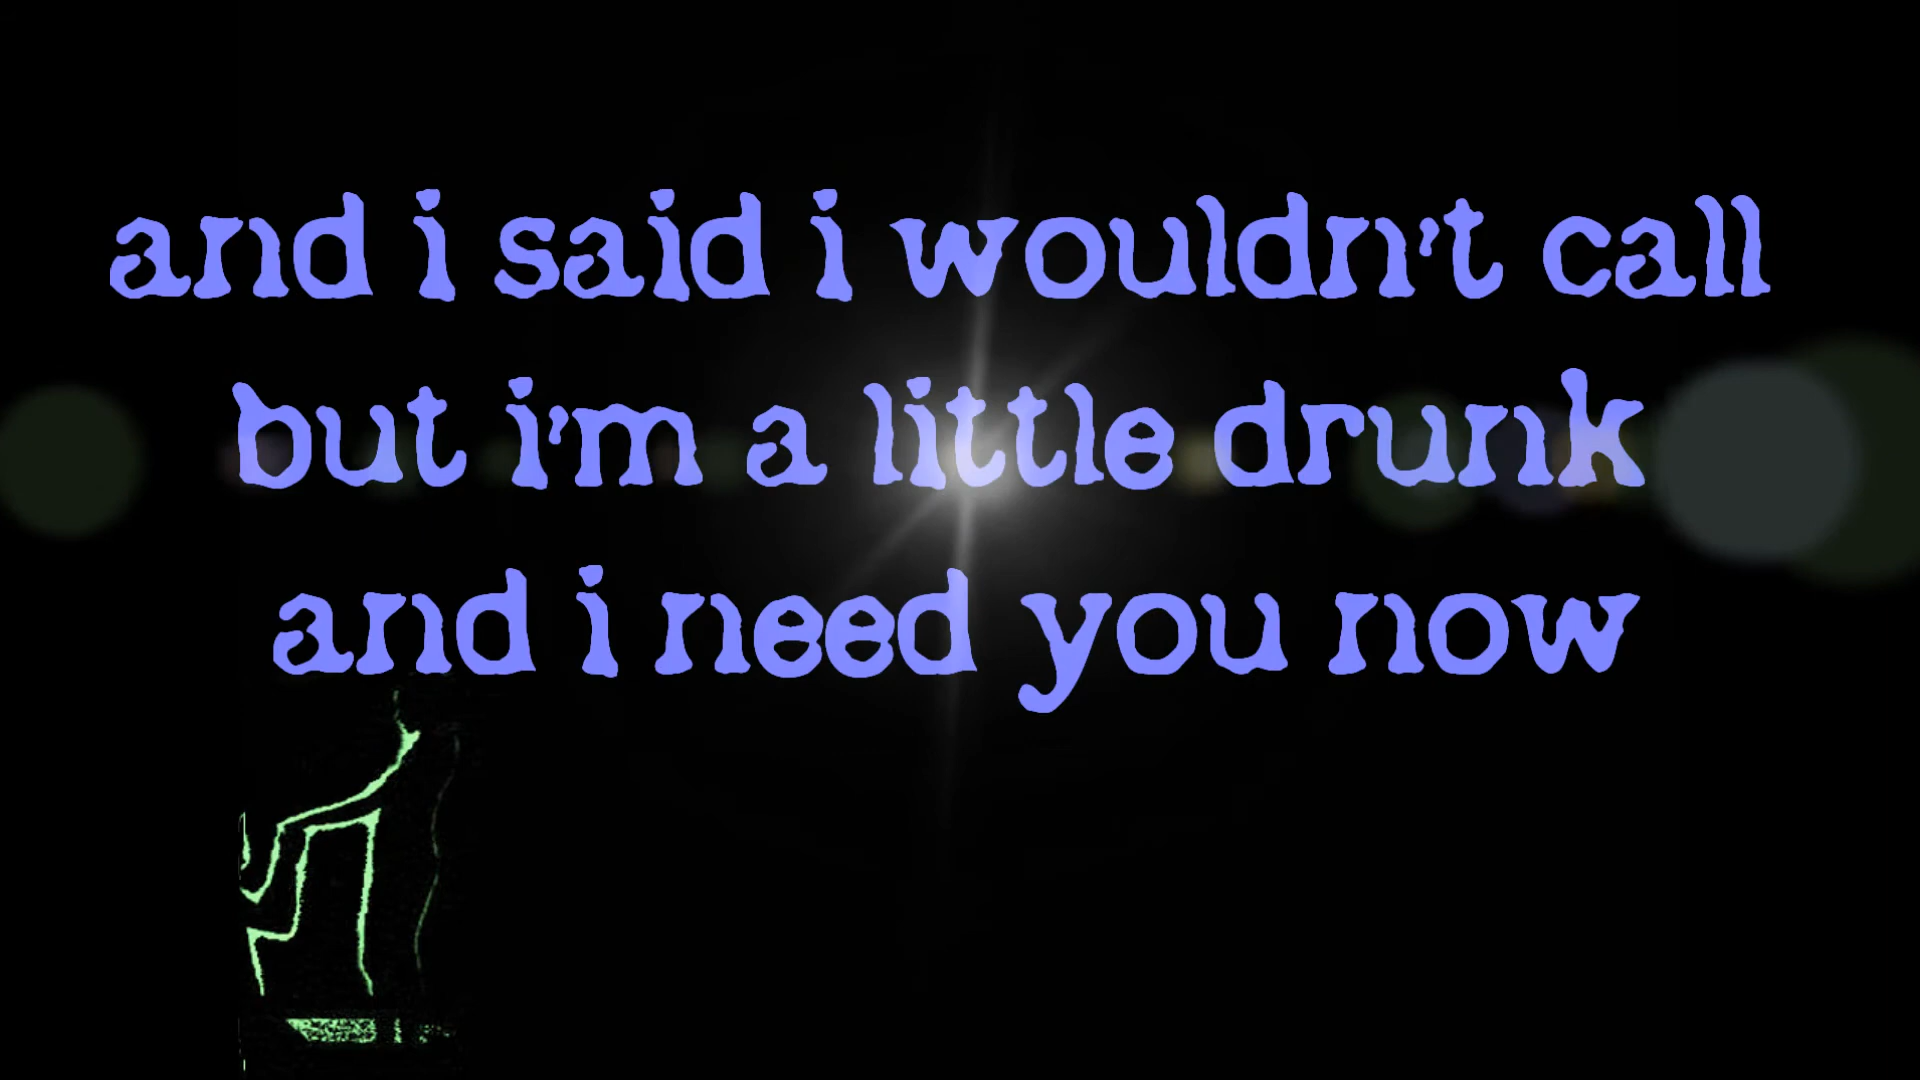 and i said i wouldn't call
but i'm a little drunk
and i need you now